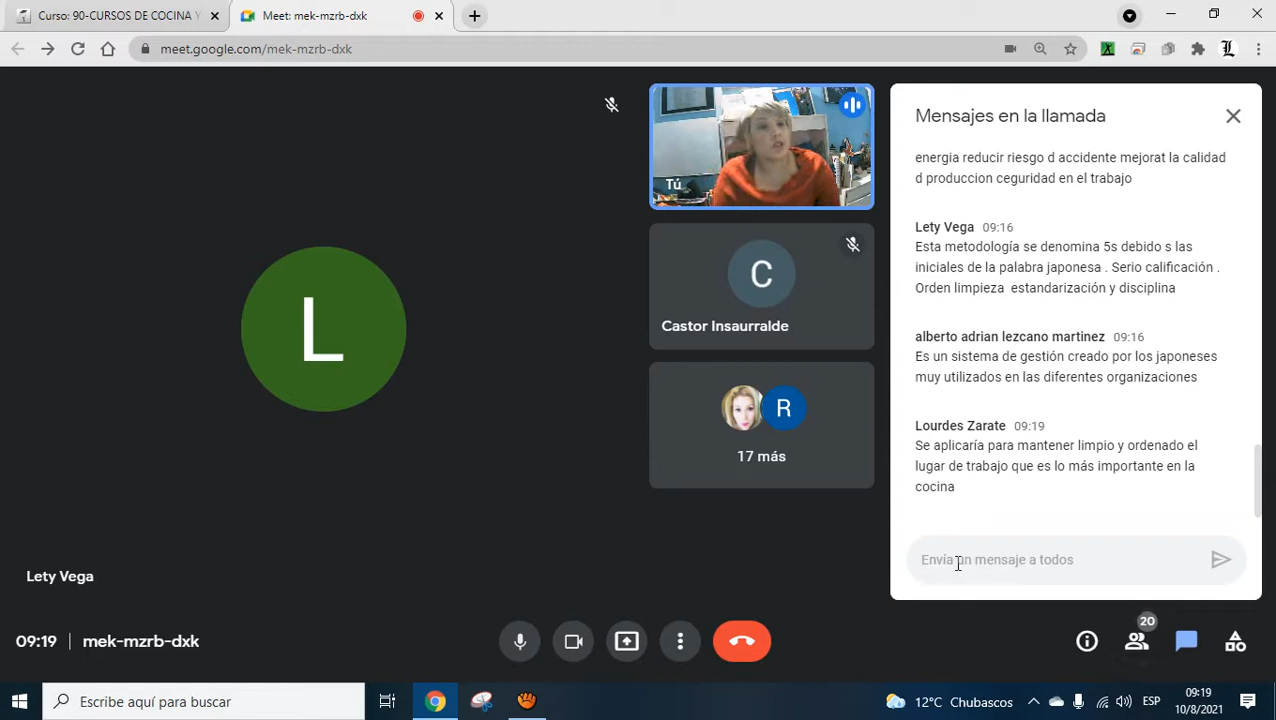 Curso: 90-CURSOS DE COCINA Y
Meet: mek-mzrb-dxk
meet.google.com/mek-mzrb-dxk
Mensajes en la llamada
energia reducir riesgo d accidente mejorat la calidad
d produccion ceguridad en el trabajo
Lety Vega 09:16
Esta metodología se denomina 5s debido s las
iniciales de la palabra japonesa . Serio calificación .
Orden limpieza estandarización y disciplina
alberto adrian lezcano martinez 09:16
Es un sistema de gestión creado por los japoneses
muy utilizados en las diferentes organizaciones
Lourdes Zarate 09:19
Se aplicaría para mantener limpio y ordenado el
lugar de trabajo que es lo más importante en la
cocina
Envía un mensaje a todos
Tú
C
Castor Insaurralde
R
17 más
L
Lety Vega
09:19 | mek-mzrb-dxk
20
Escribe aquí para buscar
12°C Chubascos
ESP
09:19
10/8/2021